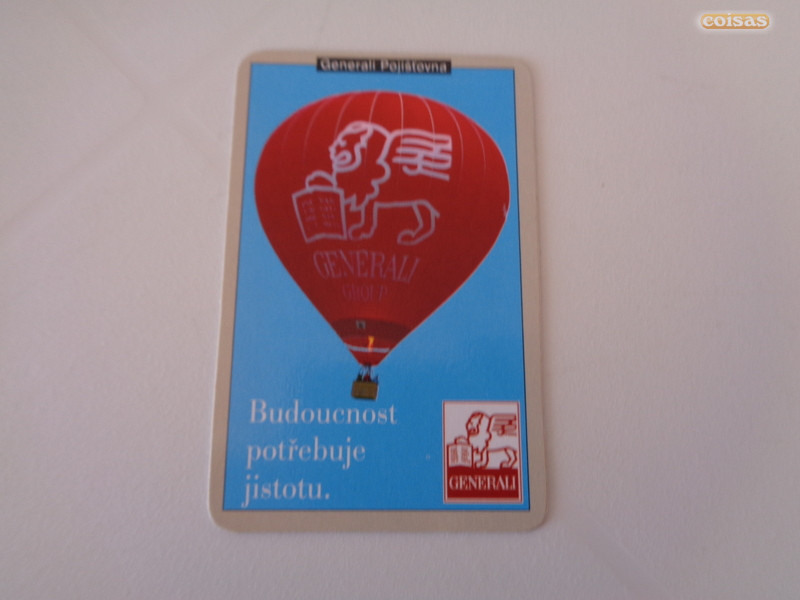 coisas
Generali Pojišťovna
GENERALI
GROUP
Budoucnost
potřebuje
jistotu.
GENERALI